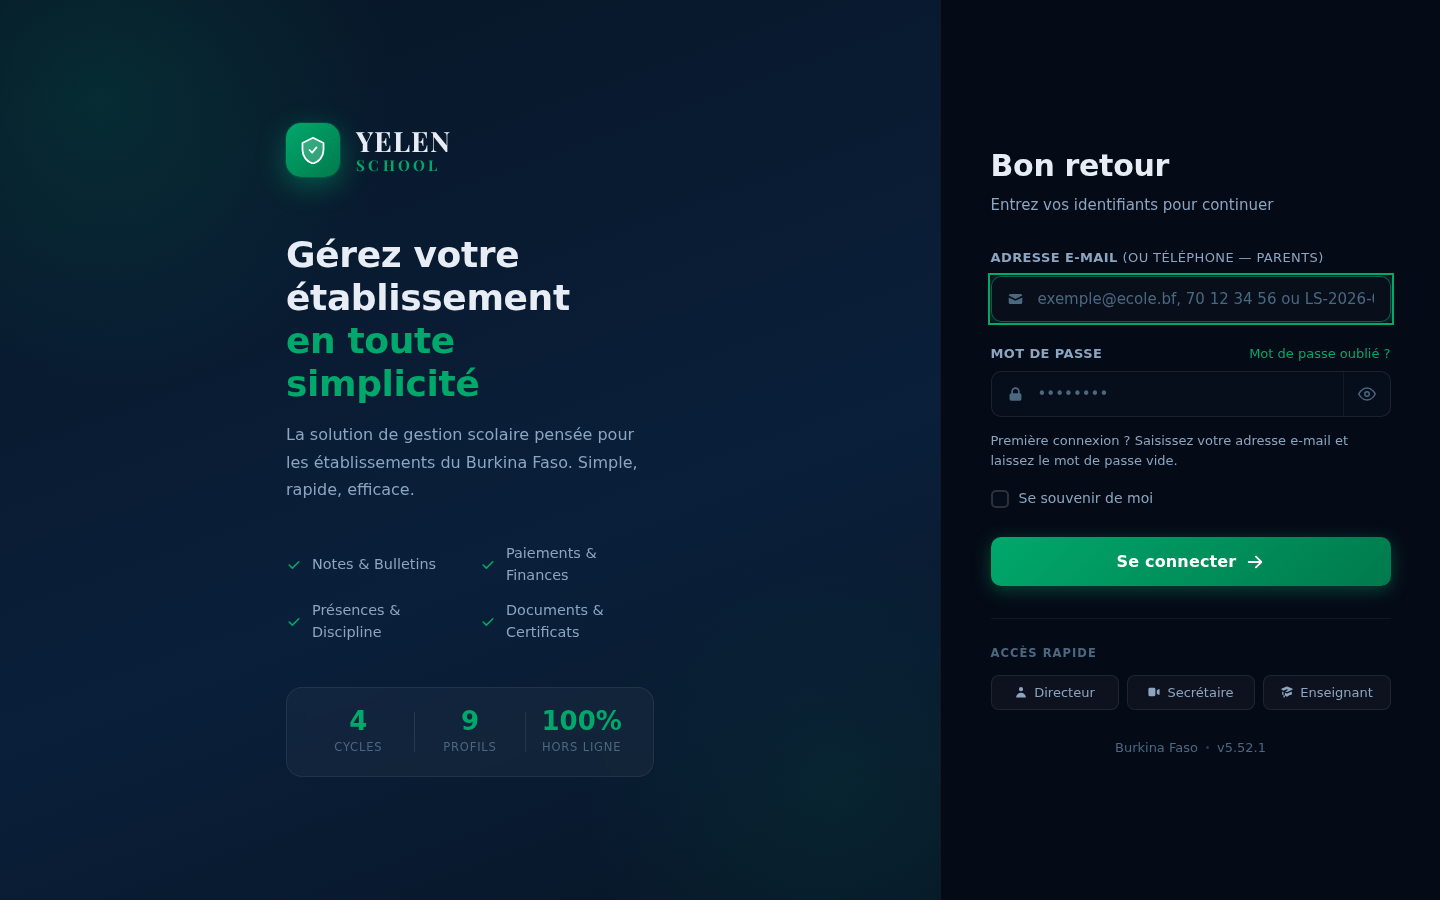 YELEN
SCHOOL
Gérez votre
établissement
en toute
simplicité
La solution de gestion scolaire pensée pour
les établissements du Burkina Faso. Simple,
rapide, efficace.
Notes & Bulletins
Paiements &
Finances
Présences &
Discipline
Documents &
Certificats
4
CYCLES
9
PROFILS
100%
HORS LIGNE
Bon retour
Entrez vos identifiants pour continuer
ADRESSE E-MAIL (OU TÉLÉPHONE — PARENTS)
exemple@ecole.bf, 70 12 34 56 ou LS-2026-
MOT DE PASSE
Mot de passe oublié ?
••••••••
Première connexion ? Saisissez votre adresse e-mail et
laissez le mot de passe vide.
Se souvenir de moi
Se connecter →
ACCÈS RAPIDE
Directeur
Secrétaire
Enseignant
Burkina Faso • v5.52.1